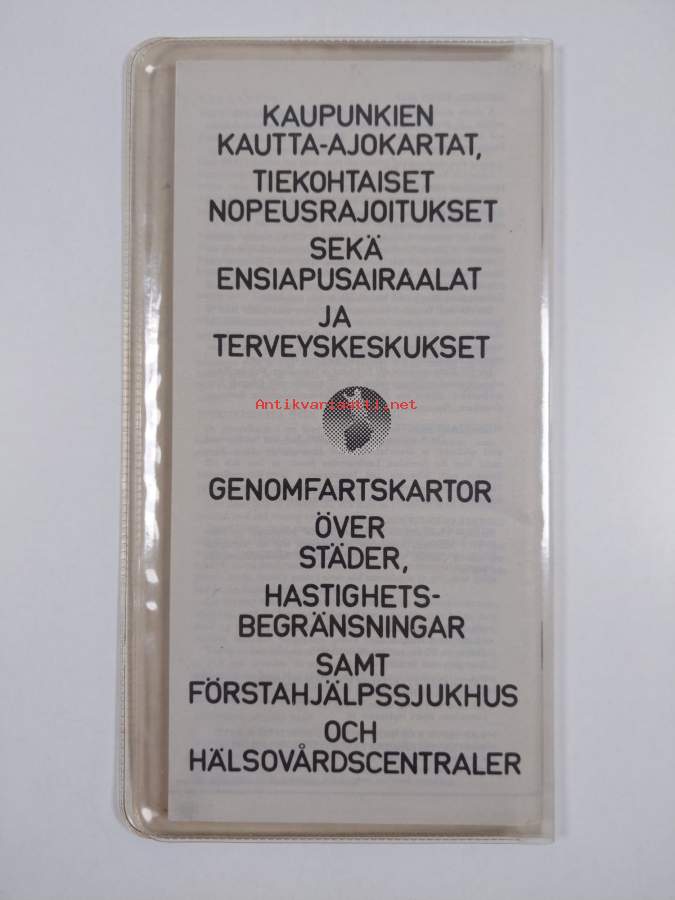 KAUPUNKIEN
KAUTTA-AJOKARTAT,
TIEKOHTAISET
NOPEUSRAJOITUKSET
SEKÄ
ENSIAPUSAIRAALAT
JA
TERVEYSKESKUKSET
Antikvariaatti.net
GENOMFARTSKARTOR
ÖVER
STÄDER,
HASTIGHETS-
BEGRÄNSNINGAR
SAMT
FÖRSTAHJÄLPSSJUKHUS
OCH
HÄLSOVÅRDSCENTRALER